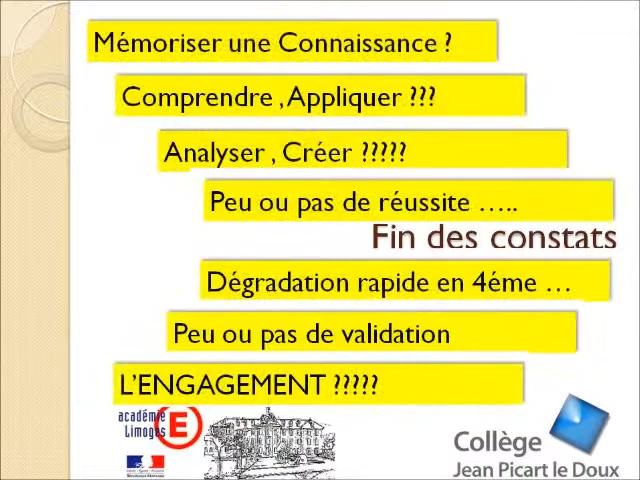 Mémoriser une Connaissance ?
Comprendre , Appliquer ???
Analyser , Créer ?????
Peu ou pas de réussite …..
Fin des constats
Dégradation rapide en 4éme …
Peu ou pas de validation
L'ENGAGEMENT ?????
académie
Limoges
E
Collège
Jean Picart le Doux